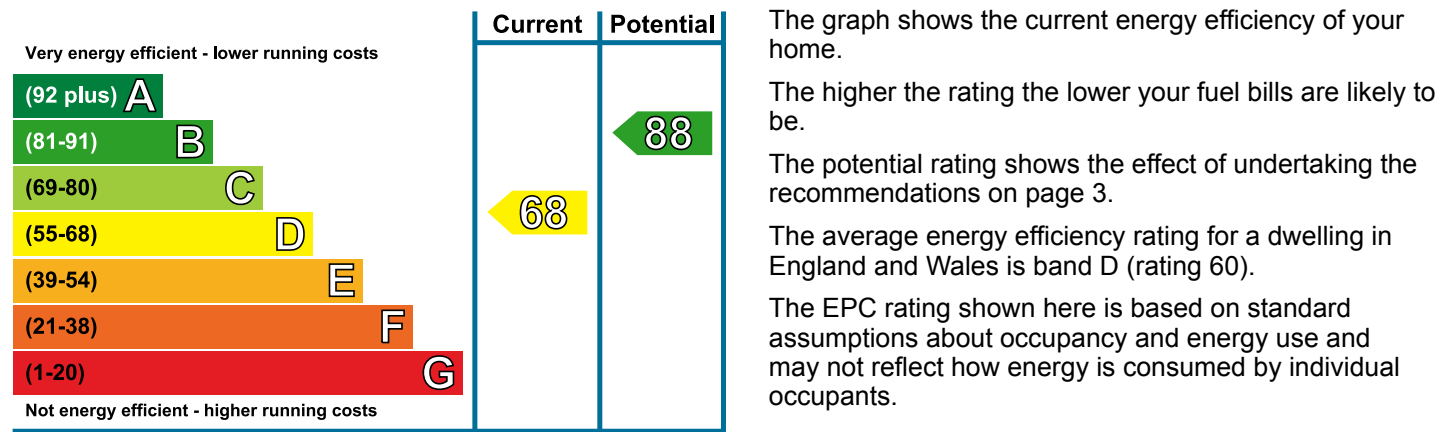 Current Potential
Very energy efficient - lower running costs
(92 plus) A
(81-91) B
88
(69-80) C
(55-68) D
68
(39-54) E
(21-38) F
(1-20) G
Not energy efficient - higher running costs
The graph shows the current energy efficiency of your
home.
The higher the rating the lower your fuel bills are likely to
be.
The potential rating shows the effect of undertaking the
recommendations on page 3.
The average energy efficiency rating for a dwelling in
England and Wales is band D (rating 60).
The EPC rating shown here is based on standard
assumptions about occupancy and energy use and
may not reflect how energy is consumed by individual
occupants.